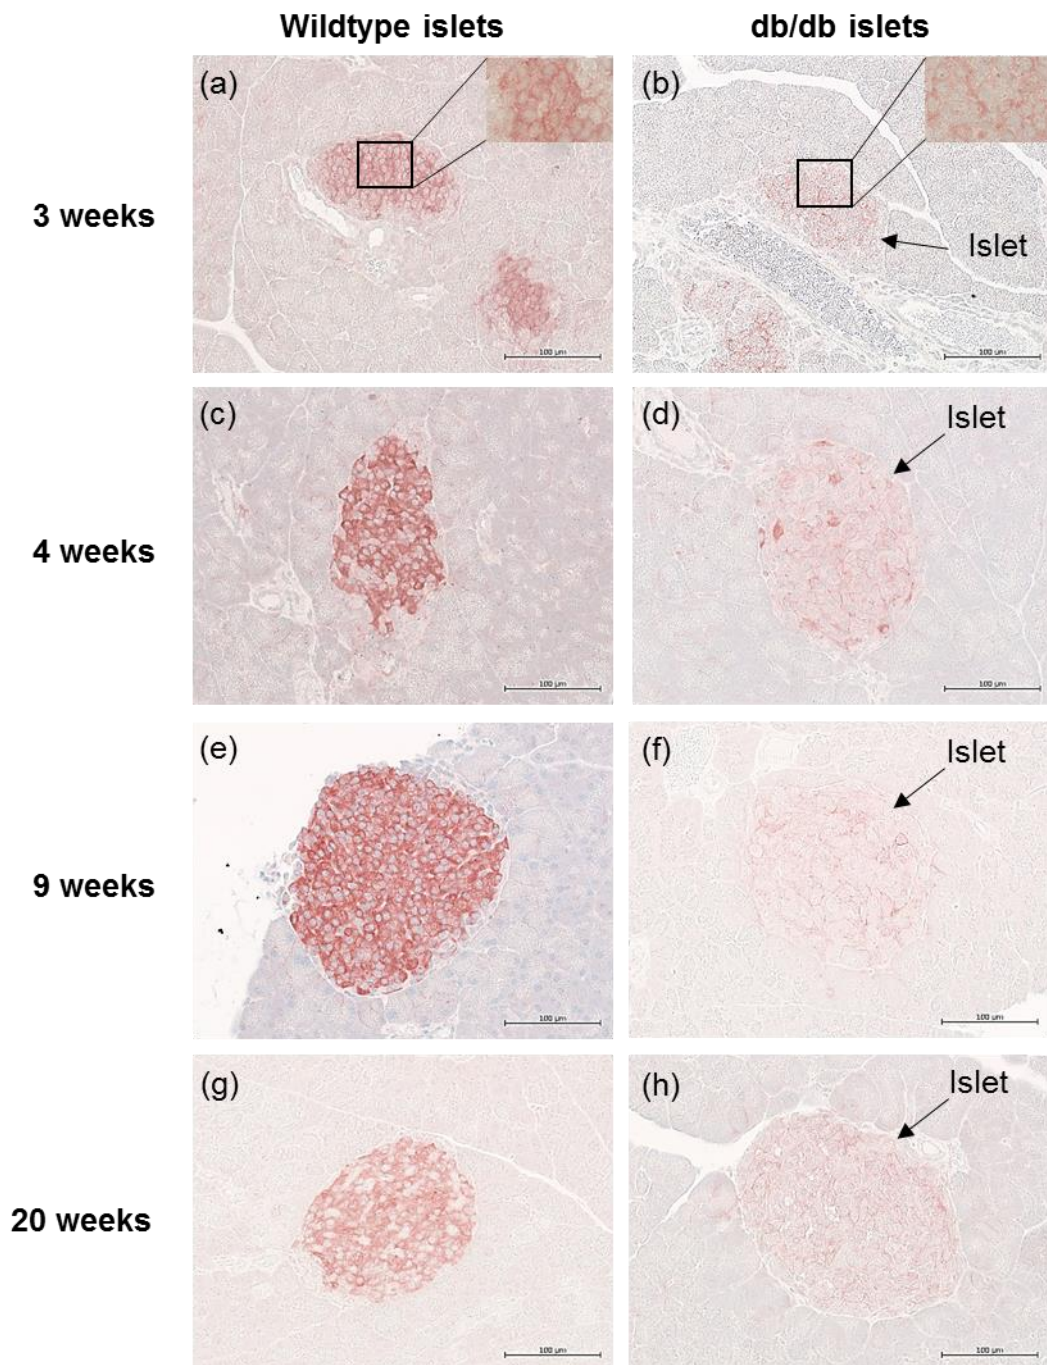 Wildtype islets db/db islets
3 weeks
(a)
100 µm
(b)
Islet
100 µm
4 weeks
(c)
100 µm
(d)
Islet
100 µm
9 weeks
(e)
100 µm
(f)
Islet
100 µm
20 weeks
(g)
100 µm
(h)
Islet
100 µm